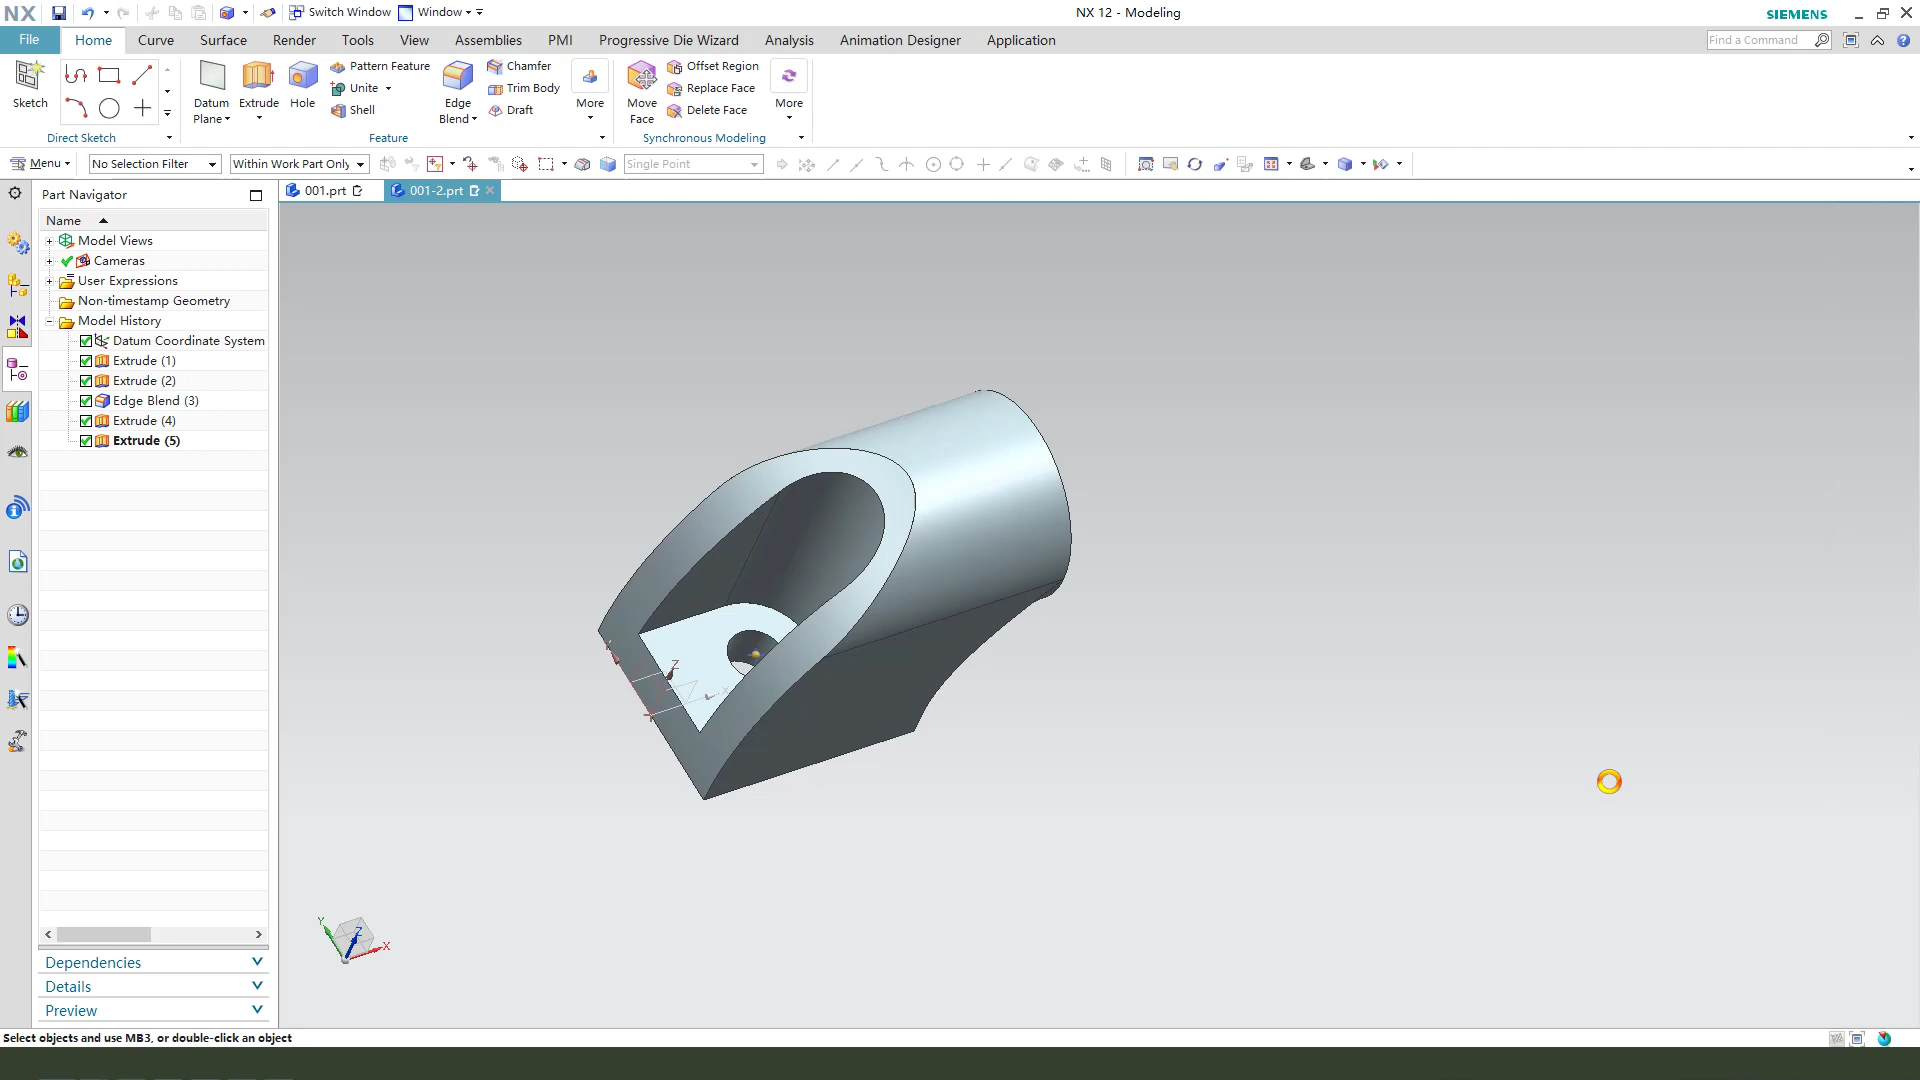 NX
Switch Window
Window
NX 12 - Modeling
SIEMENS
File
Home
Curve
Surface
Render
Tools
View
Assemblies
PMI
Progressive Die Wizard
Analysis
Animation Designer
Application
Find a Command
Sketch
Datum
Plane
Extrude
Hole
Pattern Feature
Unite
Shell
Edge
Blend
Chamfer
Trim Body
Draft
More
Move
Face
Offset Region
Replace Face
Delete Face
More
Direct Sketch
Feature
Synchronous Modeling
Menu
No Selection Filter
Within Work Part Only
Single Point
Part Navigator
001.prt
001-2.prt
Name
Model Views
Cameras
User Expressions
Non-timestamp Geometry
Model History
Datum Coordinate System
Extrude (1)
Extrude (2)
Edge Blend (3)
Extrude (4)
Extrude (5)
Z
Y
Z
X
Dependencies
Details
Preview
Select objects and use MB3, or double-click an object